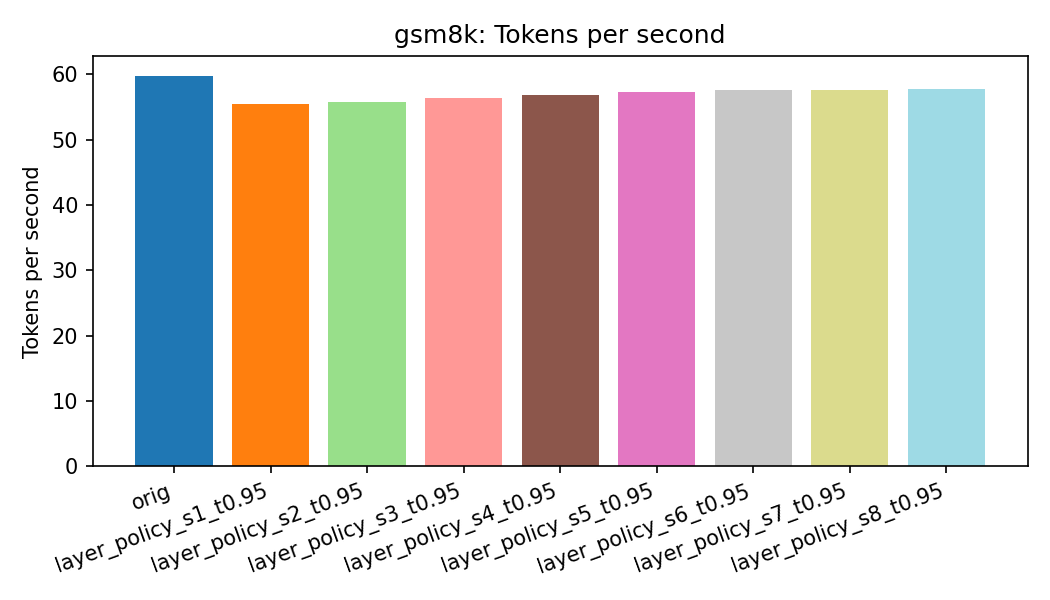 gsm8k: Tokens per second
Tokens per second
60
50
40
30
20
10
0
orig
layer_policy_s1_t0.95
layer_policy_s2_t0.95
layer_policy_s3_t0.95
layer_policy_s4_t0.95
layer_policy_s5_t0.95
layer_policy_s6_t0.95
layer_policy_s7_t0.95
layer_policy_s8_t0.95